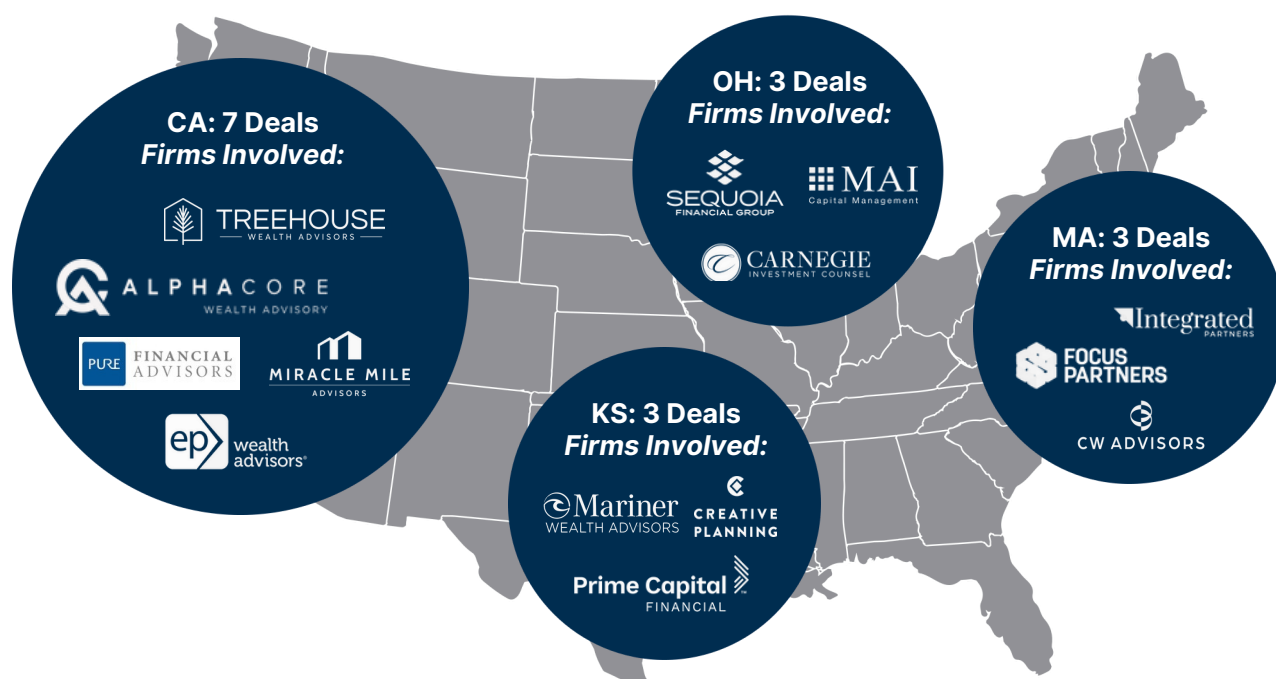 CA: 7 Deals
Firms Involved:
TREEHOUSE
WEALTH ADVISORS
ALPHACORE
WEALTH ADVISORY
PURE
FINANCIAL
ADVISORS
MIRACLE MILE
ADVISORS
ep
wealth
advisors®
OH: 3 Deals
Firms Involved:
SEQUOIA
FINANCIAL GROUP
MAI
Capital Management
CARNEGIE
INVESTMENT COUNSEL
KS: 3 Deals
Firms Involved:
Mariner
WEALTH ADVISORS
CREATIVE
PLANNING
Prime Capital
FINANCIAL
MA: 3 Deals
Firms Involved:
Integrated
PARTNERS
FOCUS
PARTNERS
CW ADVISORS